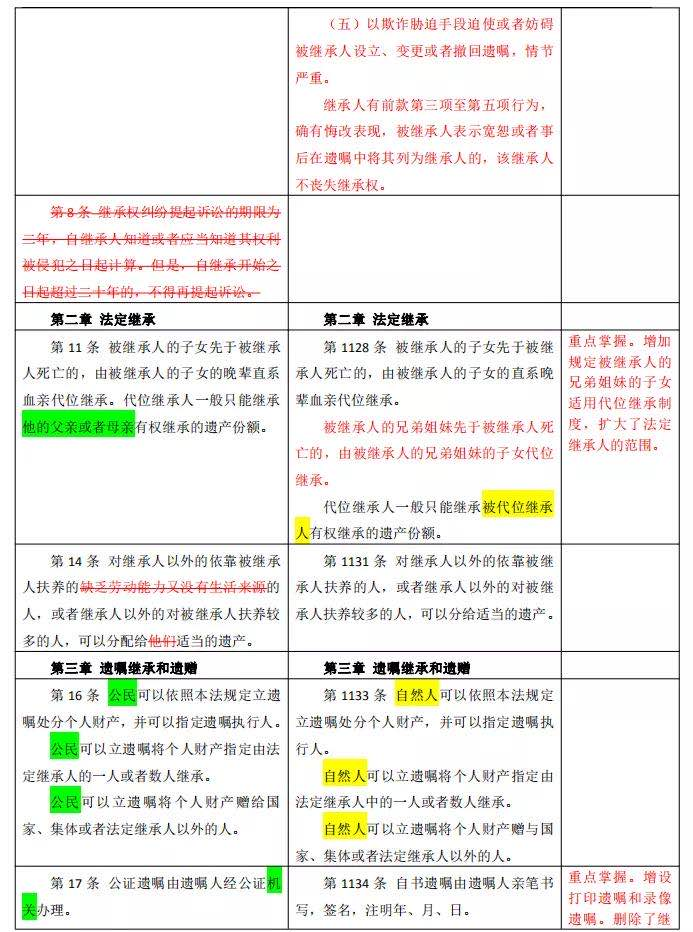 （五）以欺诈胁迫手段迫使或者妨碍
被继承人设立、变更或者撤回遗嘱，情节
严重。
继承人有前款第三项至第五项行为，
确有悔改表现，被继承人表示宽恕或者事
后在遗嘱中将其列为继承人的，该继承人
不丧失继承权。
第8条 继承权纠纷提起诉讼的期限为
二年，自继承人知道或者应当知道其权利
被侵犯之日起计算。但是，自继承开始之
日起超过二十年的，不得再提起诉讼。
第二章 法定继承
第二章 法定继承
第11条 被继承人的子女先于被继承
人死亡的，由被继承人的子女的晚辈直系
血亲代位继承。代位继承人一般只能继承
他的父亲或者母亲有权继承的遗产份额。
第1128条 被继承人的子女先于被继
承人死亡的，由被继承人的子女的直系晚
辈血亲代位继承。
被继承人的兄弟姐妹先于被继承人死
亡的，由被继承人的兄弟姐妹的子女代位
继承。
代位继承人一般只能继承被代位继承
人有权继承的遗产份额。
重点掌握。增加
规定被继承人的
兄弟姐妹的子女
适用代位继承制
度，扩大了法定
继承人的范围。
第14条 对继承人以外的依靠被继承
人扶养的缺乏劳动能力又没有生活来源的
人，或者继承人以外的对被继承人扶养较
多的人，可以分配给他们适当的遗产。
第1131条 对继承人以外的依靠被继
承人扶养的人，或者继承人以外的对被继
承人扶养较多的人，可以分给适当的遗产。
第三章 遗嘱继承和遗赠
第三章 遗嘱继承和遗赠
第16条 公民可以依照本法规定立遗
嘱处分个人财产，并可以指定遗嘱执行人。
公民可以立遗嘱将个人财产指定由法
定继承人的一人或者数人继承。
公民可以立遗嘱将个人财产赠给国
家、集体或者法定继承人以外的人。
第1133条 自然人可以依照本法规定
立遗嘱处分个人财产，并可以指定遗嘱执
行人。
自然人可以立遗嘱将个人财产指定由
法定继承人中的一人或者数人继承。
自然人可以立遗嘱将个人财产赠与国
家、集体或者法定继承人以外的人。
第17条 公证遗嘱由遗嘱人经公证机
关办理。
第1134条 自书遗嘱由遗嘱人亲笔书
写，签名，注明年、月、日。
重点掌握。增设
打印遗嘱和录像
遗嘱。删除了继